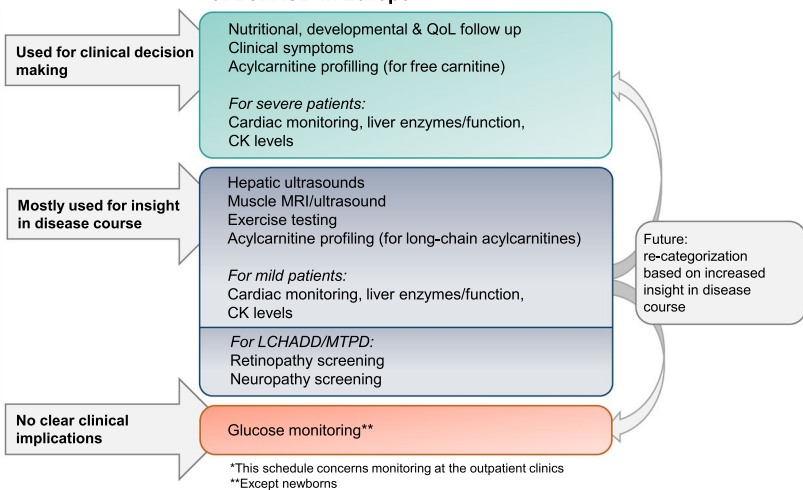 Used for clinical decision
making
Nutritional, developmental & QoL follow up
Clinical symptoms
Acylcarnitine profilling (for free carnitine)
For severe patients:
Cardiac monitoring, liver enzymes/function,
CK levels
Mostly used for insight
in disease course
Hepatic ultrasounds
Muscle MRI/ultrasound
Exercise testing
Acylcarnitine profiling (for long-chain acylcarnitines)
For mild patients:
Cardiac monitoring, liver enzymes/function,
CK levels
For LCHADD/MTPD:
Retinopathy screening
Neuropathy screening
Future:
re-categorization
based on increased
insight in disease
course
No clear clinical
implications
Glucose monitoring**
*This schedule concerns monitoring at the outpatient clinics
**Except newborns